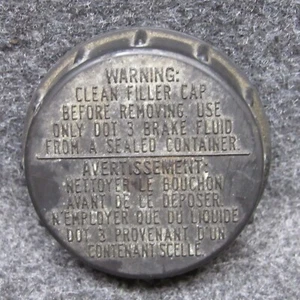 WARNING:
CLEAN FILLER CAP
BEFORE REMOVING. USE
ONLY DOT 3 BRAKE FLUID
FROM A SEALED CONTAINER.
AVERTISSEMENT:
NETTOYER LE BOUCHON
AVANT DE LE DEPOSER.
N'EMPLOYER QUE DU LIQUIDE
DOT 3 PROVENANT D'UN
CONTENANT SCELLE.